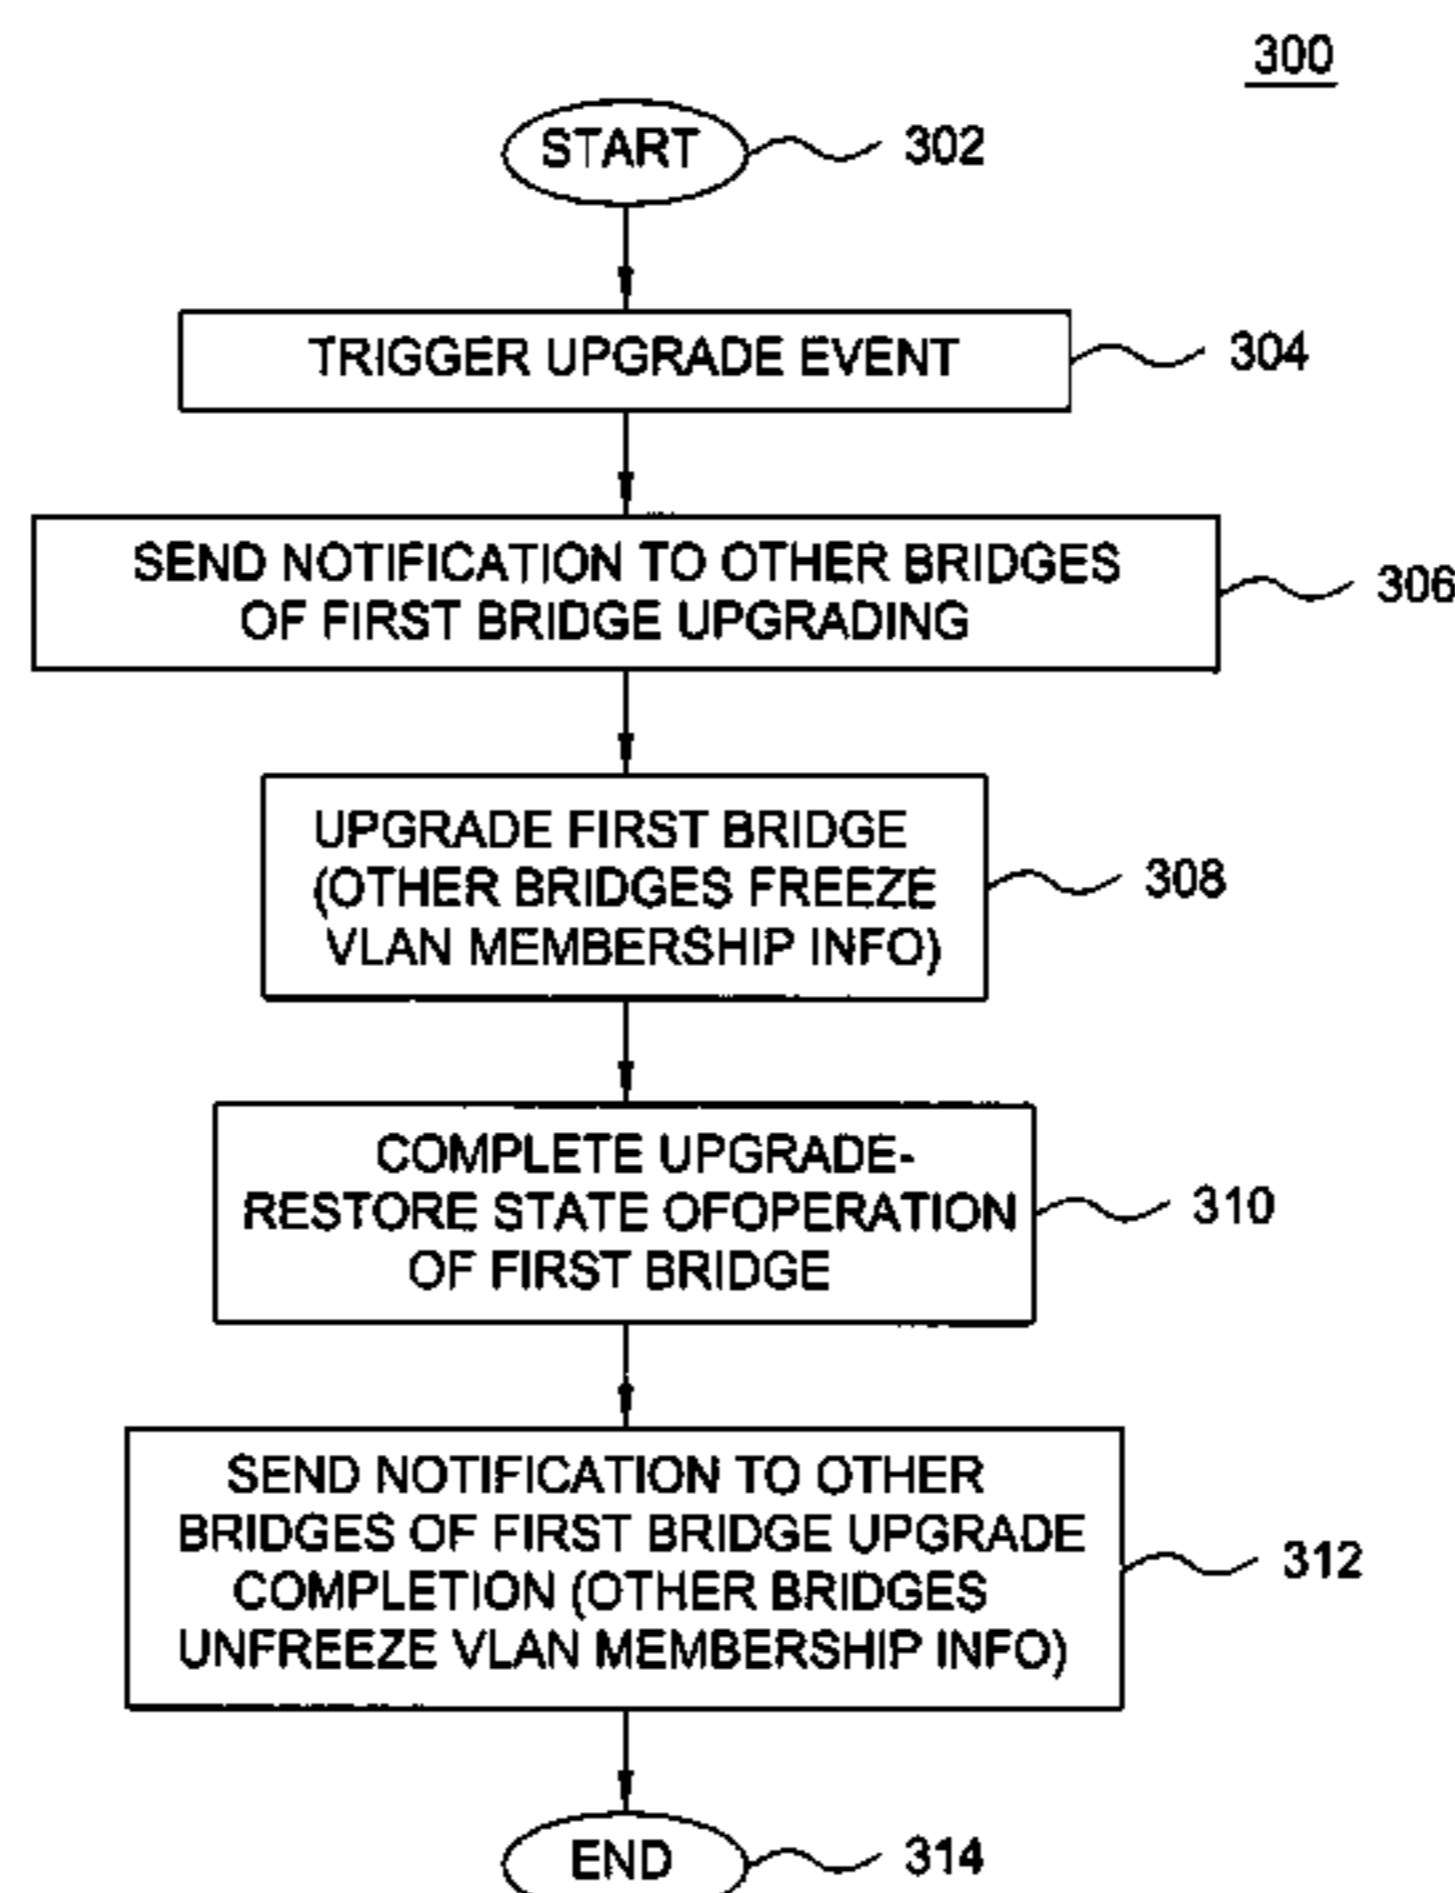 300
START
302
TRIGGER UPGRADE EVENT
304
SEND NOTIFICATION TO OTHER BRIDGES
OF FIRST BRIDGE UPGRADING
306
UPGRADE FIRST BRIDGE
(OTHER BRIDGES FREEZE
VLAN MEMBERSHIP INFO)
308
COMPLETE UPGRADE-
RESTORE STATE OFOPERATION
OF FIRST BRIDGE
310
SEND NOTIFICATION TO OTHER
BRIDGES OF FIRST BRIDGE UPGRADE
COMPLETION (OTHER BRIDGES
UNFREEZE VLAN MEMBERSHIP INFO)
312
END
314